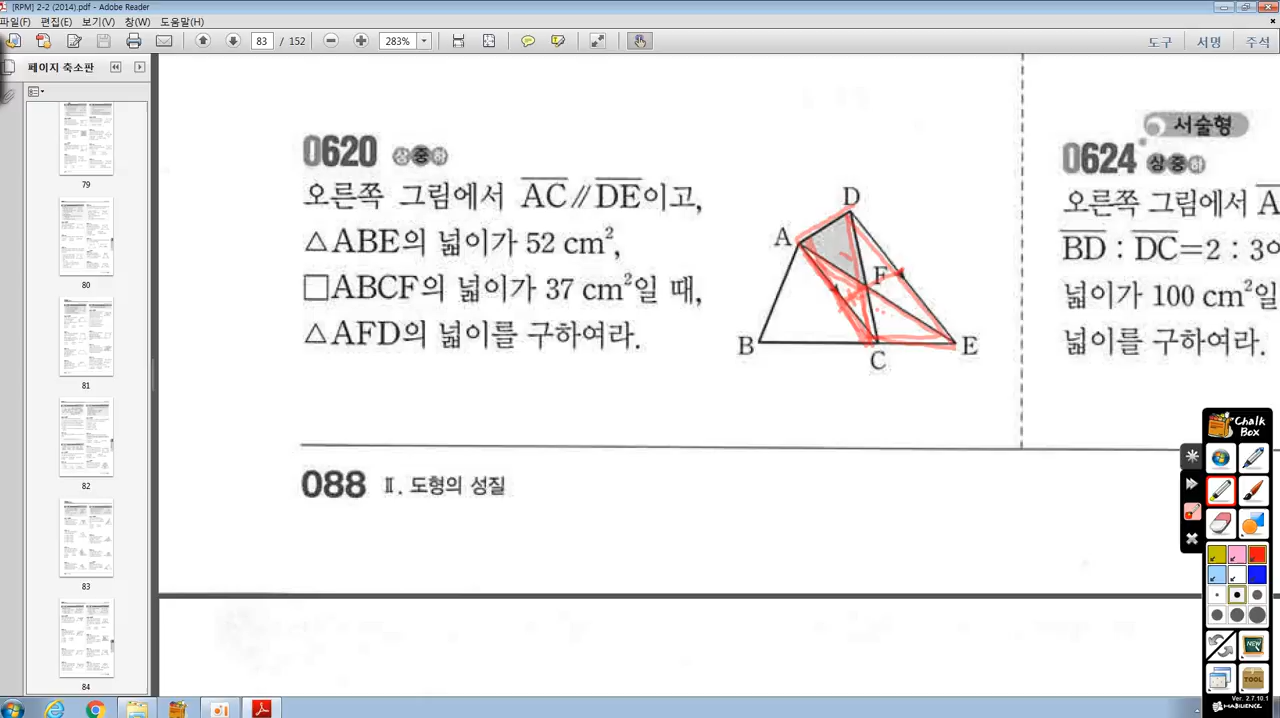 [RPM] 2-2 (2014).pdf - Adobe Reader
파일(F) 편집(E) 보기(V) 창(W) 도움말(H)
83 / 152 283% 도구 서명 주석
페이지 축소판
79
80
81
82
83
84
0620 상중하
오른쪽 그림에서 AC∥DE이고,
△ABE의 넓이가 52 cm²,
□ABCF의 넓이가 37 cm²일 때,
△AFD의 넓이를 구하여라.
D
A
F
B
C
E
088 Ⅱ. 도형의 성질
서술형
0624 상중하
오른쪽 그림에서 A
BD : DC=2 : 3
넓이가 100 cm²일
넓이를 구하여라.
Chalk Box
NEW
TOOL
Ver. 2.7.10.1
MABILIENCE